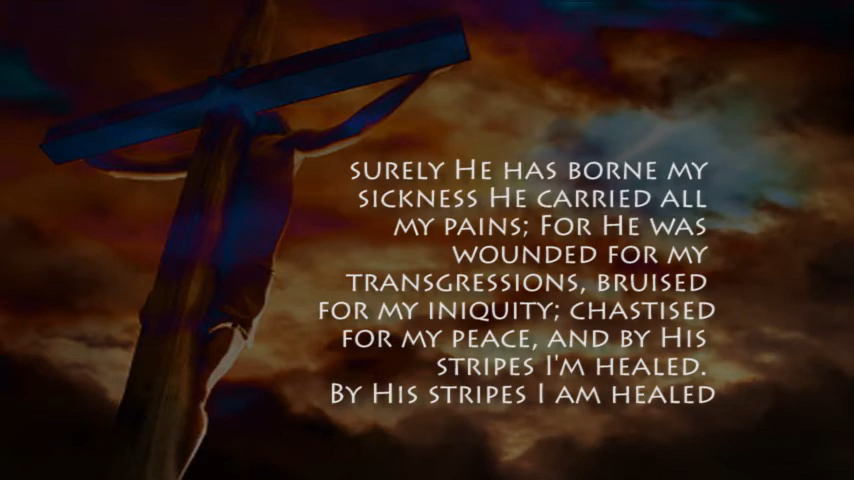 surely He has borne my
sickness He carried all
my pains; For He was
wounded for my
transgressions, bruised
for my iniquity; chastised
for my peace, and by His
stripes I'm healed.
By His stripes I am healed